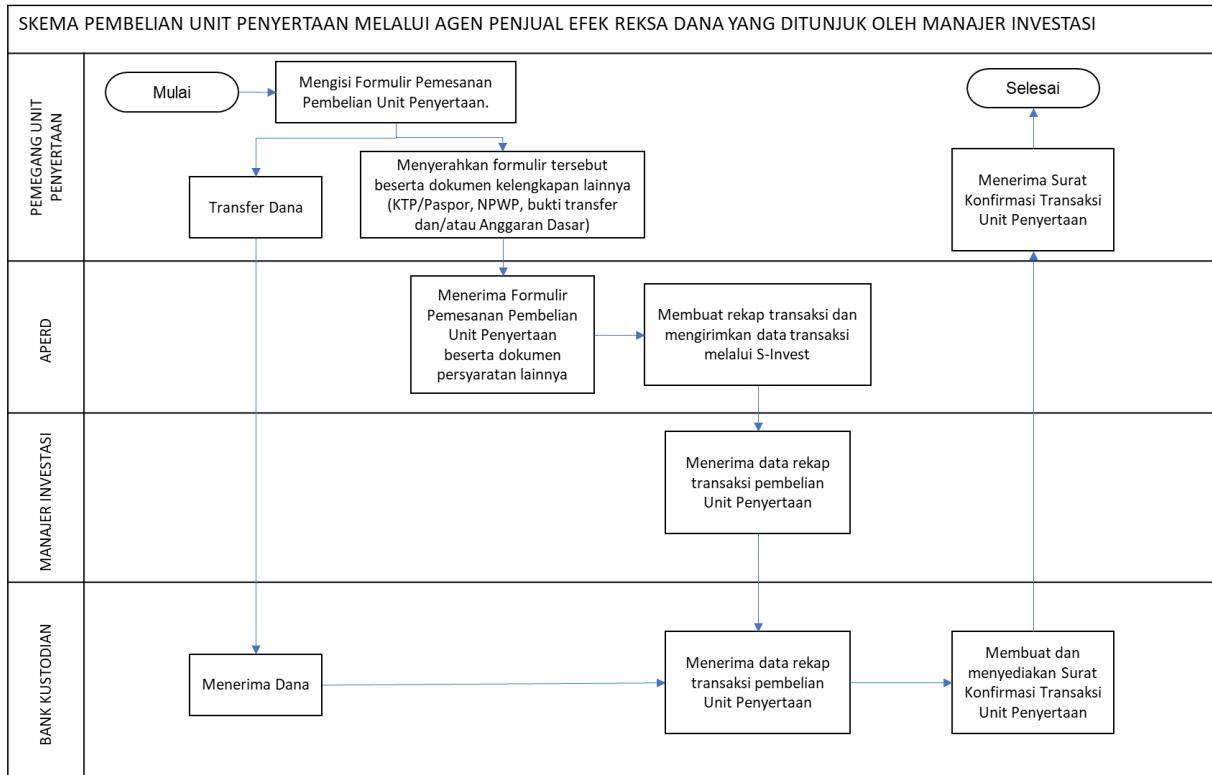 SKEMA PEMBELIAN UNIT PENYERTAAN MELALUI AGEN PENJUAL EFEK REKSA DANA YANG DITUNJUK OLEH MANAJER INVESTASI
PEMEGANG UNIT
PENYERTAAN
Mulai
Mengisi Formulir Pemesanan
Pembelian Unit Penyertaan.
Selesai
Transfer Dana
Menyerahkan formulir tersebut
beserta dokumen kelengkapan lainnya
(KTP/Paspor, NPWP, bukti transfer
dan/atau Anggaran Dasar)
Menerima Surat
Konfirmasi Transaksi
Unit Penyertaan
APERD
Menerima Formulir
Pemesanan Pembelian
Unit Penyertaan
beserta dokumen
persyaratan lainnya
Membuat rekap transaksi dan
mengirimkan data transaksi
melalui S-Invest
MANAJER INVESTASI
Menerima data rekap
transaksi pembelian
Unit Penyertaan
BANK KUSTODIAN
Menerima Dana
Menerima data rekap
transaksi pembelian
Unit Penyertaan
Membuat dan
menyediakan Surat
Konfirmasi Transaksi
Unit Penyertaan